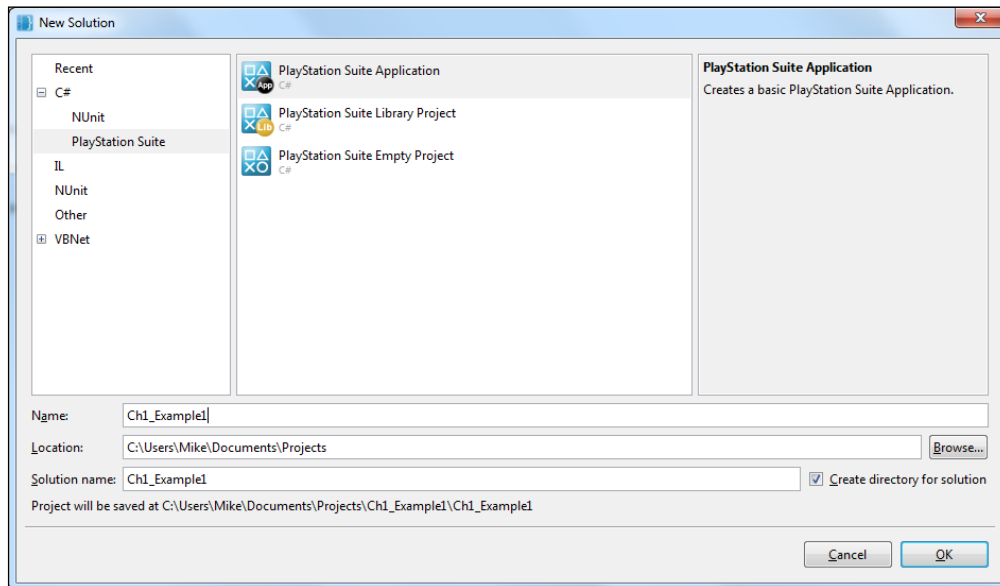 New Solution
Recent
C#
NUnit
PlayStation Suite
IL
NUnit
Other
VBNet
PlayStation Suite Application
C#
PlayStation Suite Library Project
C#
PlayStation Suite Empty Project
C#
App
Lib
PlayStation Suite Application
Creates a basic PlayStation Suite Application.
Name: Ch1_Example1
Location: C:\Users\Mike\Documents\Projects Browse...
Solution name: Ch1_Example1 Create directory for solution
Project will be saved at C:\Users\Mike\Documents\Projects\Ch1_Example1\Ch1_Example1
Cancel OK